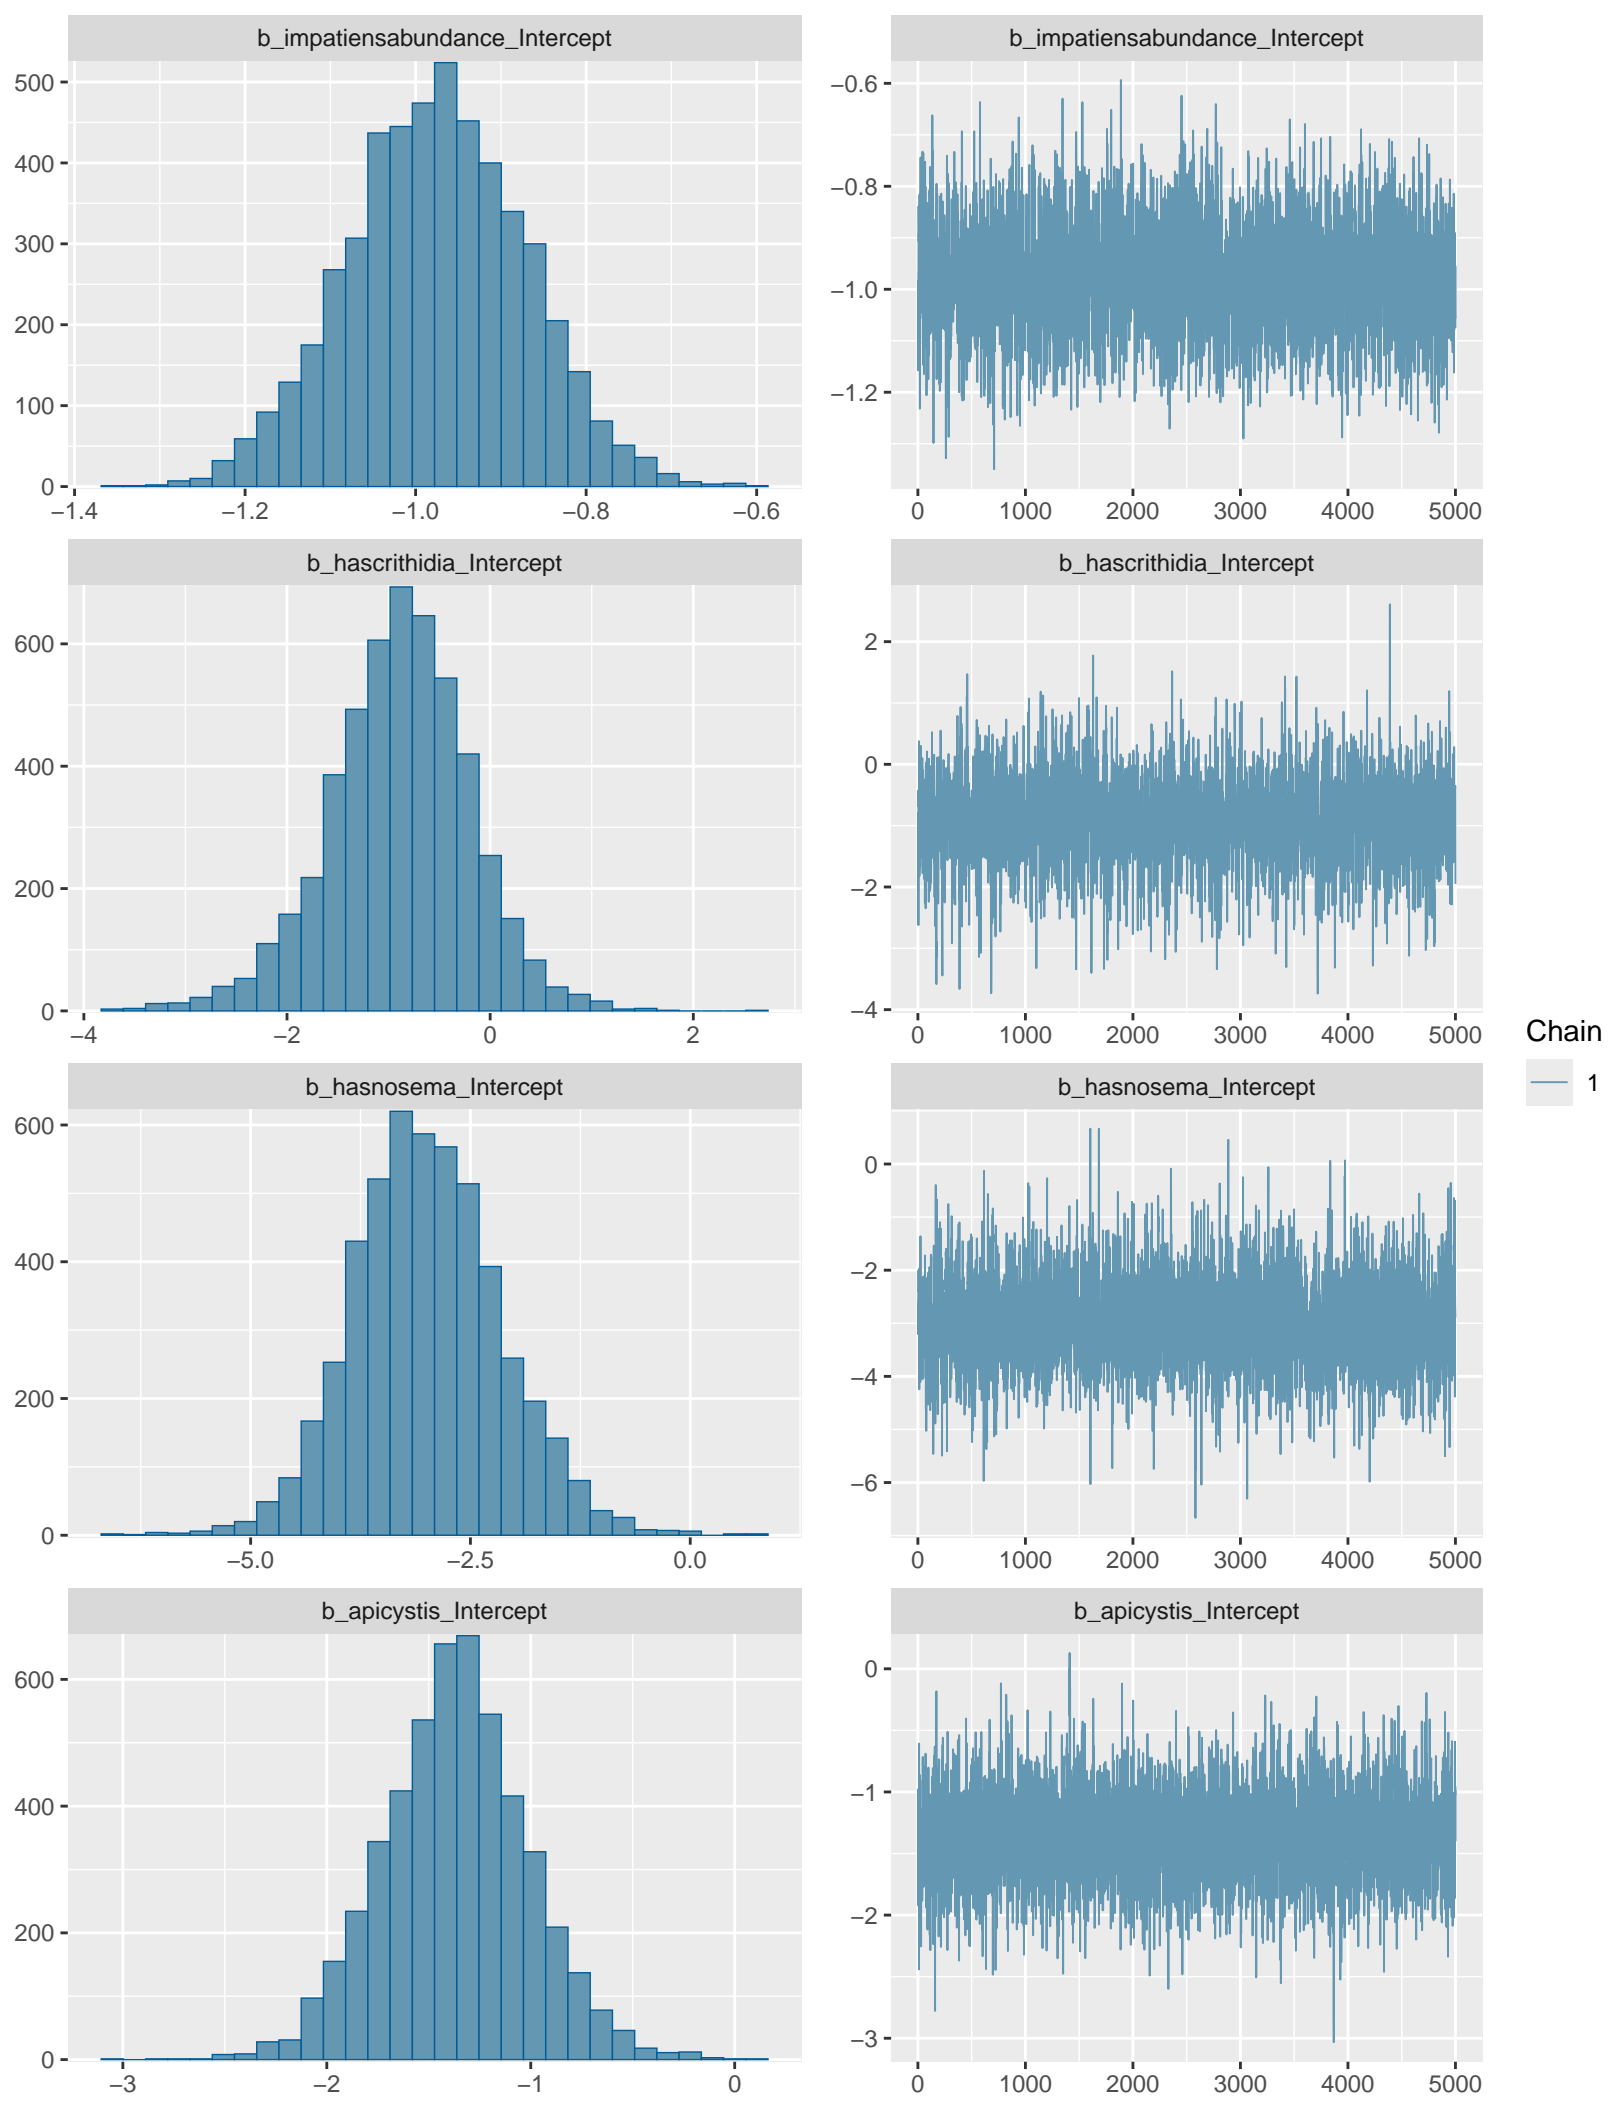 b_impatiensabundance_Intercept
b_impatiensabundance_Intercept
500
400
300
200
100
0
−1.4 −1.2 −1.0 −0.8 −0.6
−0.6
−0.8
−1.0
−1.2
0 1000 2000 3000 4000 5000
b_hascrithidia_Intercept
b_hascrithidia_Intercept
600
400
200
0
−4 −2 0 2
2
0
−2
−4
0 1000 2000 3000 4000 5000
b_hasnosema_Intercept
b_hasnosema_Intercept
600
400
200
0
−5.0 −2.5 0.0
0
−2
−4
−6
0 1000 2000 3000 4000 5000
b_apicystis_Intercept
b_apicystis_Intercept
600
400
200
0
−3 −2 −1 0
0
−1
−2
−3
0 1000 2000 3000 4000 5000
Chain
1